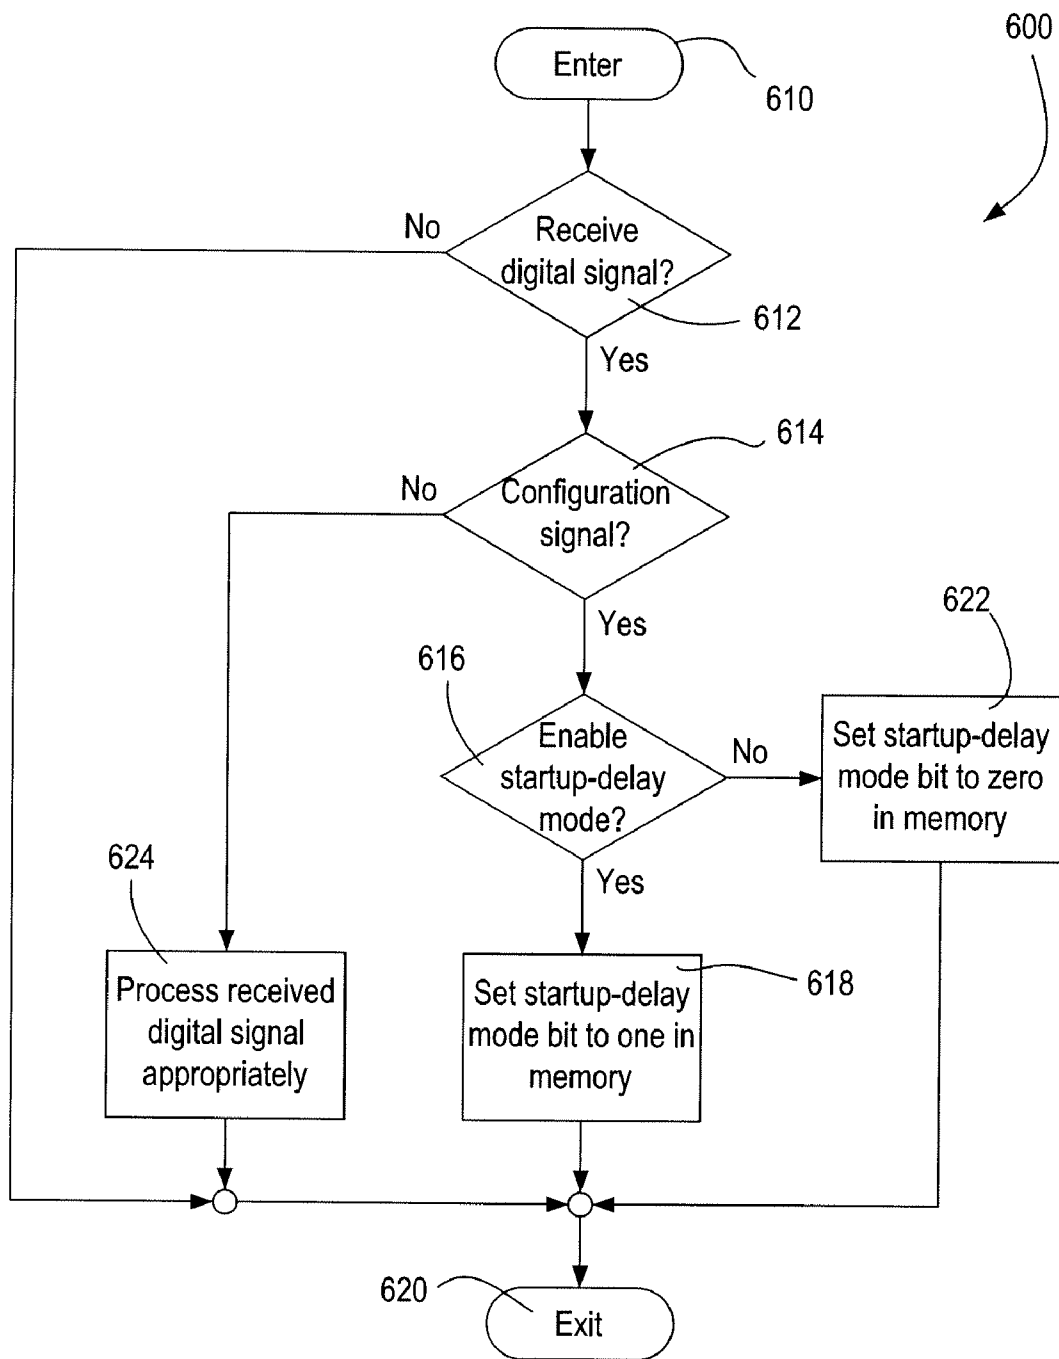 600
Enter
610
No
Receive
digital signal?
612
Yes
614
No
Configuration
signal?
Yes
622
616
Enable
startup-delay
mode?
No
Set startup-delay
mode bit to zero
in memory
624
Yes
Process received
digital signal
appropriately
Set startup-delay
mode bit to one in
memory
618
620
Exit